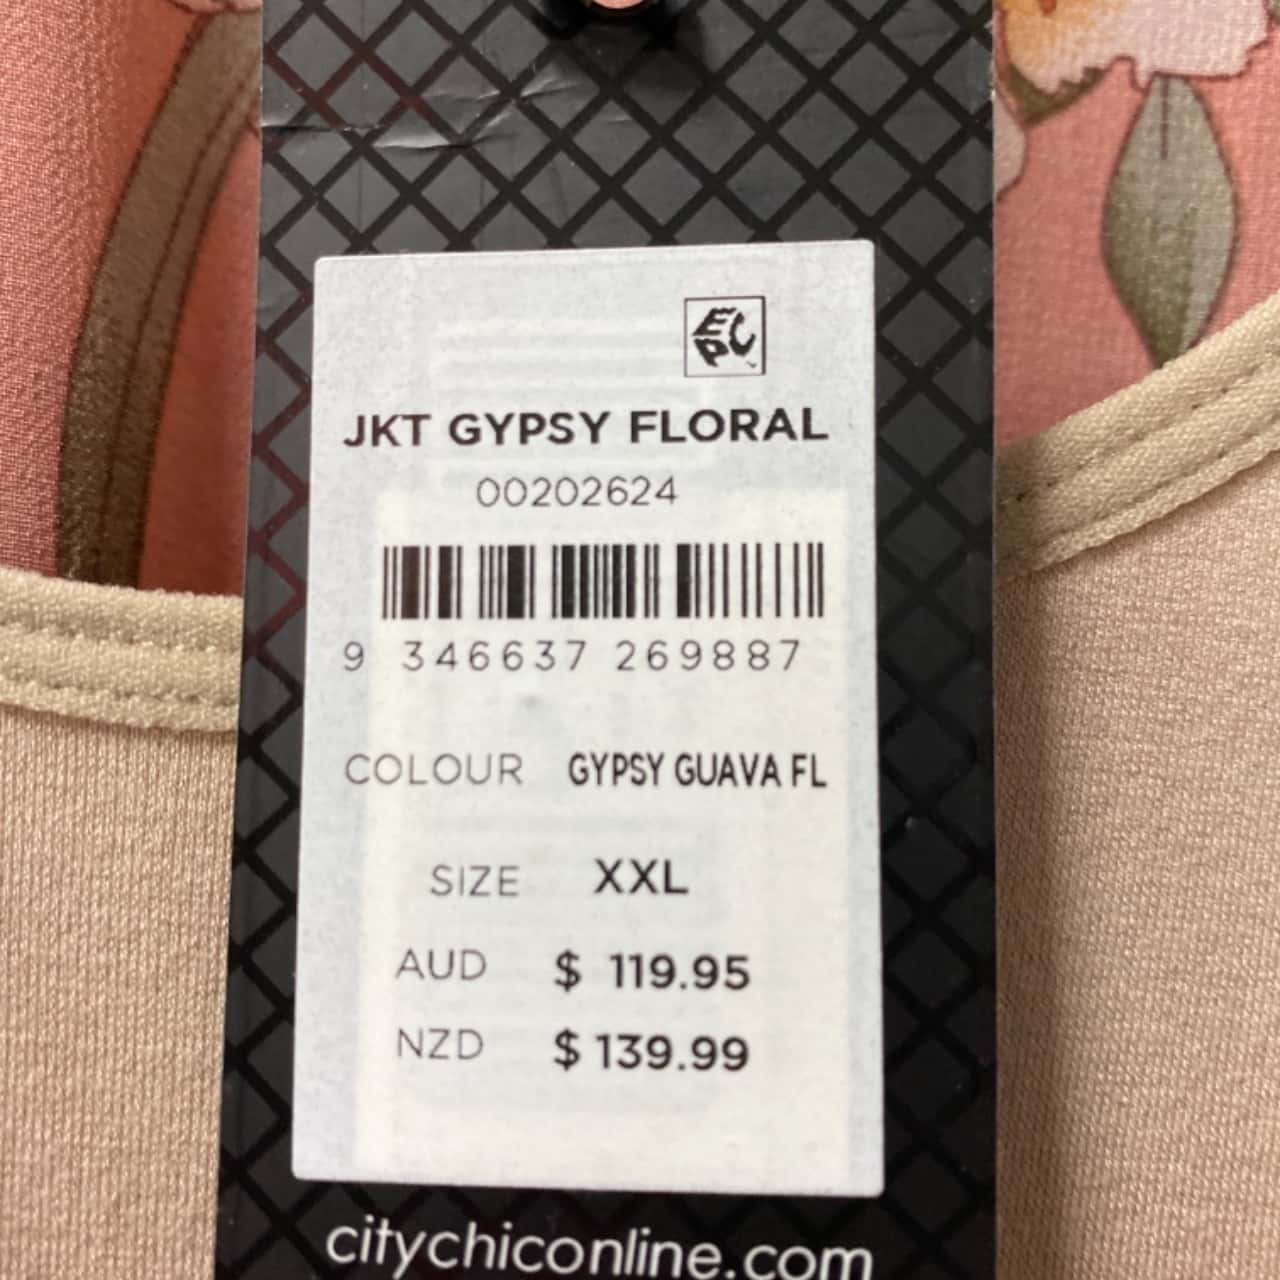 EPC
JKT GYPSY FLORAL
00202624
9 346637 269887
COLOUR GYPSY GUAVA FL
SIZE XXL
AUD $ 119.95
NZD $ 139.99
citychiconline.com